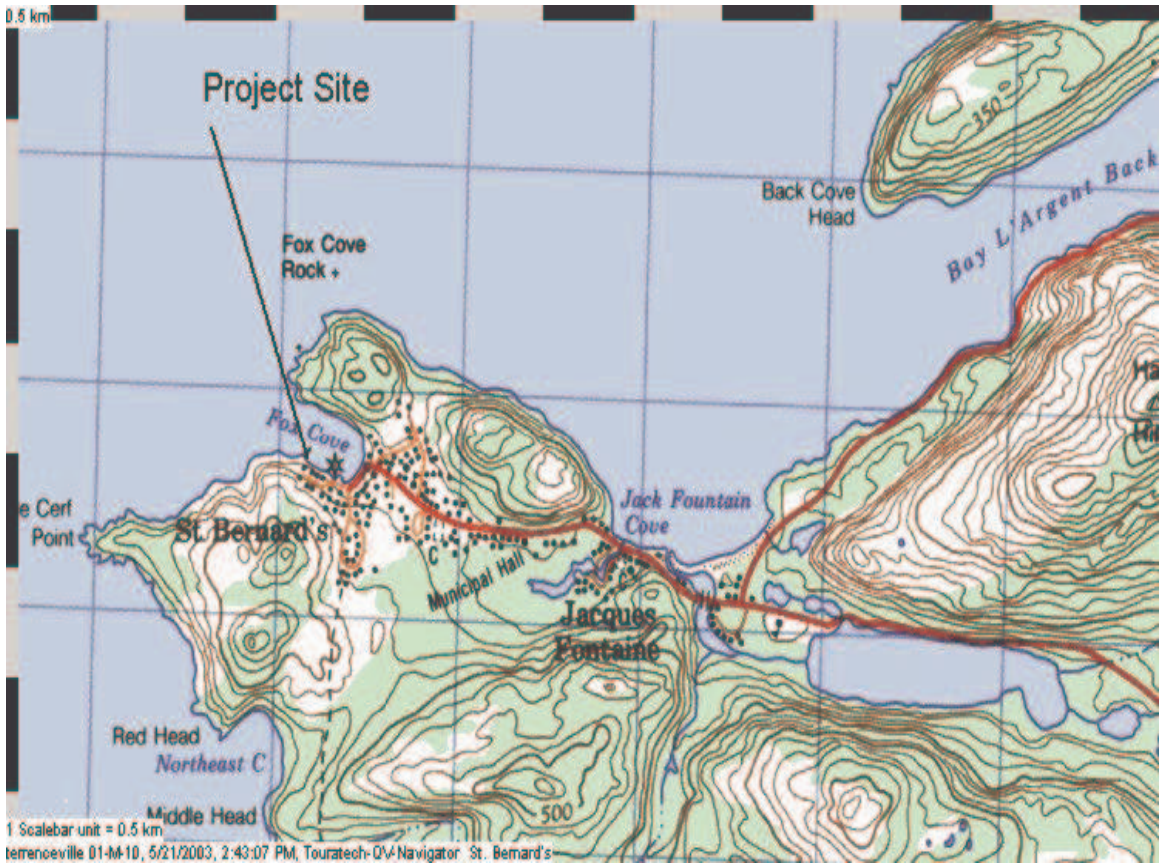 0.5 km
Project Site
350
Back Cove
Head
Bay L'Argent Back
Fox Cove
Rock +
Fox Cove
Jack Fountain
Cove
e Cerf
Point
St. Bernard's
C
Municipal Hall
Jacques
Fontaine
Red Head
Northeast C
Middle Head
500
1 Scalebar unit = 0.5 km
terrenceville 01-M-10, 5/21/2003, 2:43:07 PM, Touratech-QV-Navigator St. Bernard's